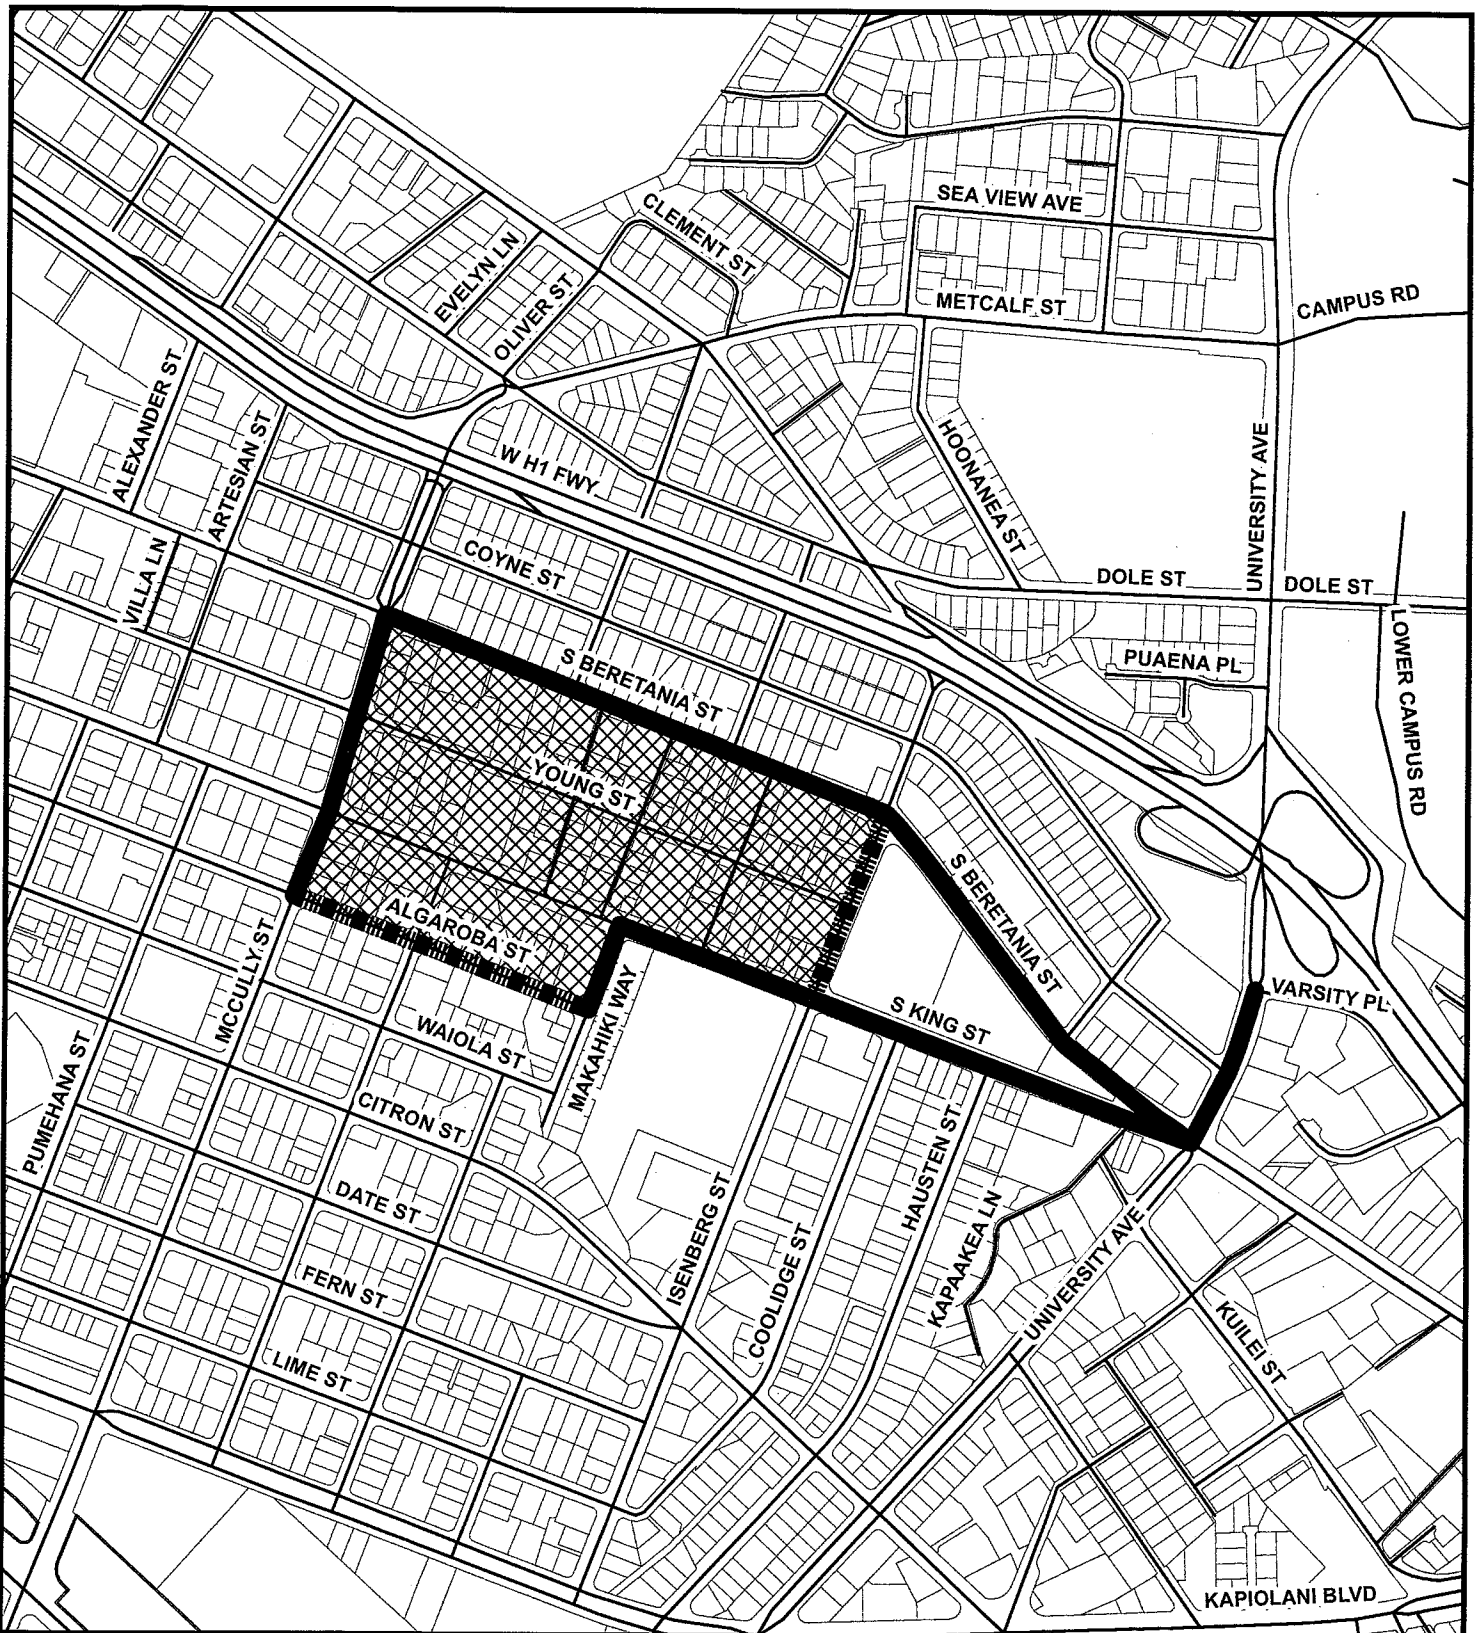 SEA VIEW AVE
CLEMENT ST
EVELYN LN
OLIVER ST
METCALF ST
CAMPUS RD
ALEXANDER ST
ARTESIAN ST
W H1 FWY
HOONANEA ST
UNIVERSITY AVE
VILLA LN
COYNE ST
DOLE ST
DOLE ST
LOWER CAMPUS RD
PUAENA PL
S BERETANIA ST
YOUNG ST
S BERETANIA ST
ALGAROBA ST
MCCULLY ST
MAKAHIKI WAY
S KING ST
VARSITY PL
WAIOLA ST
PUMEHANA ST
CITRON ST
HAUSTEN ST
DATE ST
ISENBERG ST
COOLIDGE ST
KAPAAKEA LN
UNIVERSITY AVE
FERN ST
KUILEI ST
LIME ST
KAPIOLANI BLVD